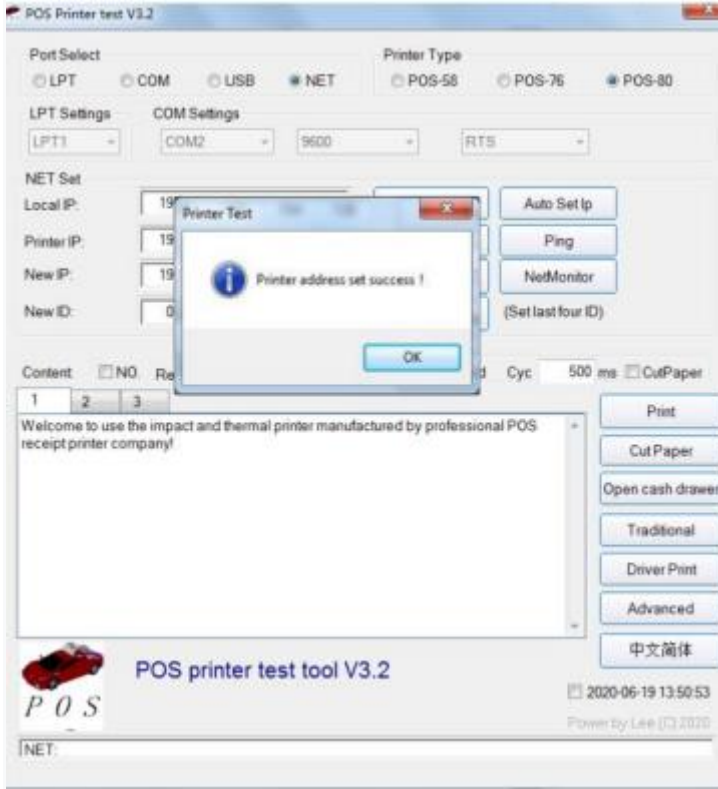 POS Printer test V3.2
Port Select
Printer Type
LPT COM USB NET POS-58 POS-76 POS-80
LPT Settings COM Settings
LPT1 COM2 9600 RTS
NET Set
Local IP: 19 Auto Set Ip
Printer Test
Printer IP: 19 Ping
New IP: 19 Printer address set success ! NetMonitor
New ID: 0 (Set last four ID)
OK
Content NO. Re d Cyc 500 ms CutPaper
1 2 3
Welcome to use the impact and thermal printer manufactured by professional POS
receipt printer company!
Print
Cut Paper
Open cash drawer
Traditional
Driver Print
Advanced
中文简体
POS printer test tool V3.2
P O S
2020-06-19 13:50:53
Power by Lee (C) 2020
NET: